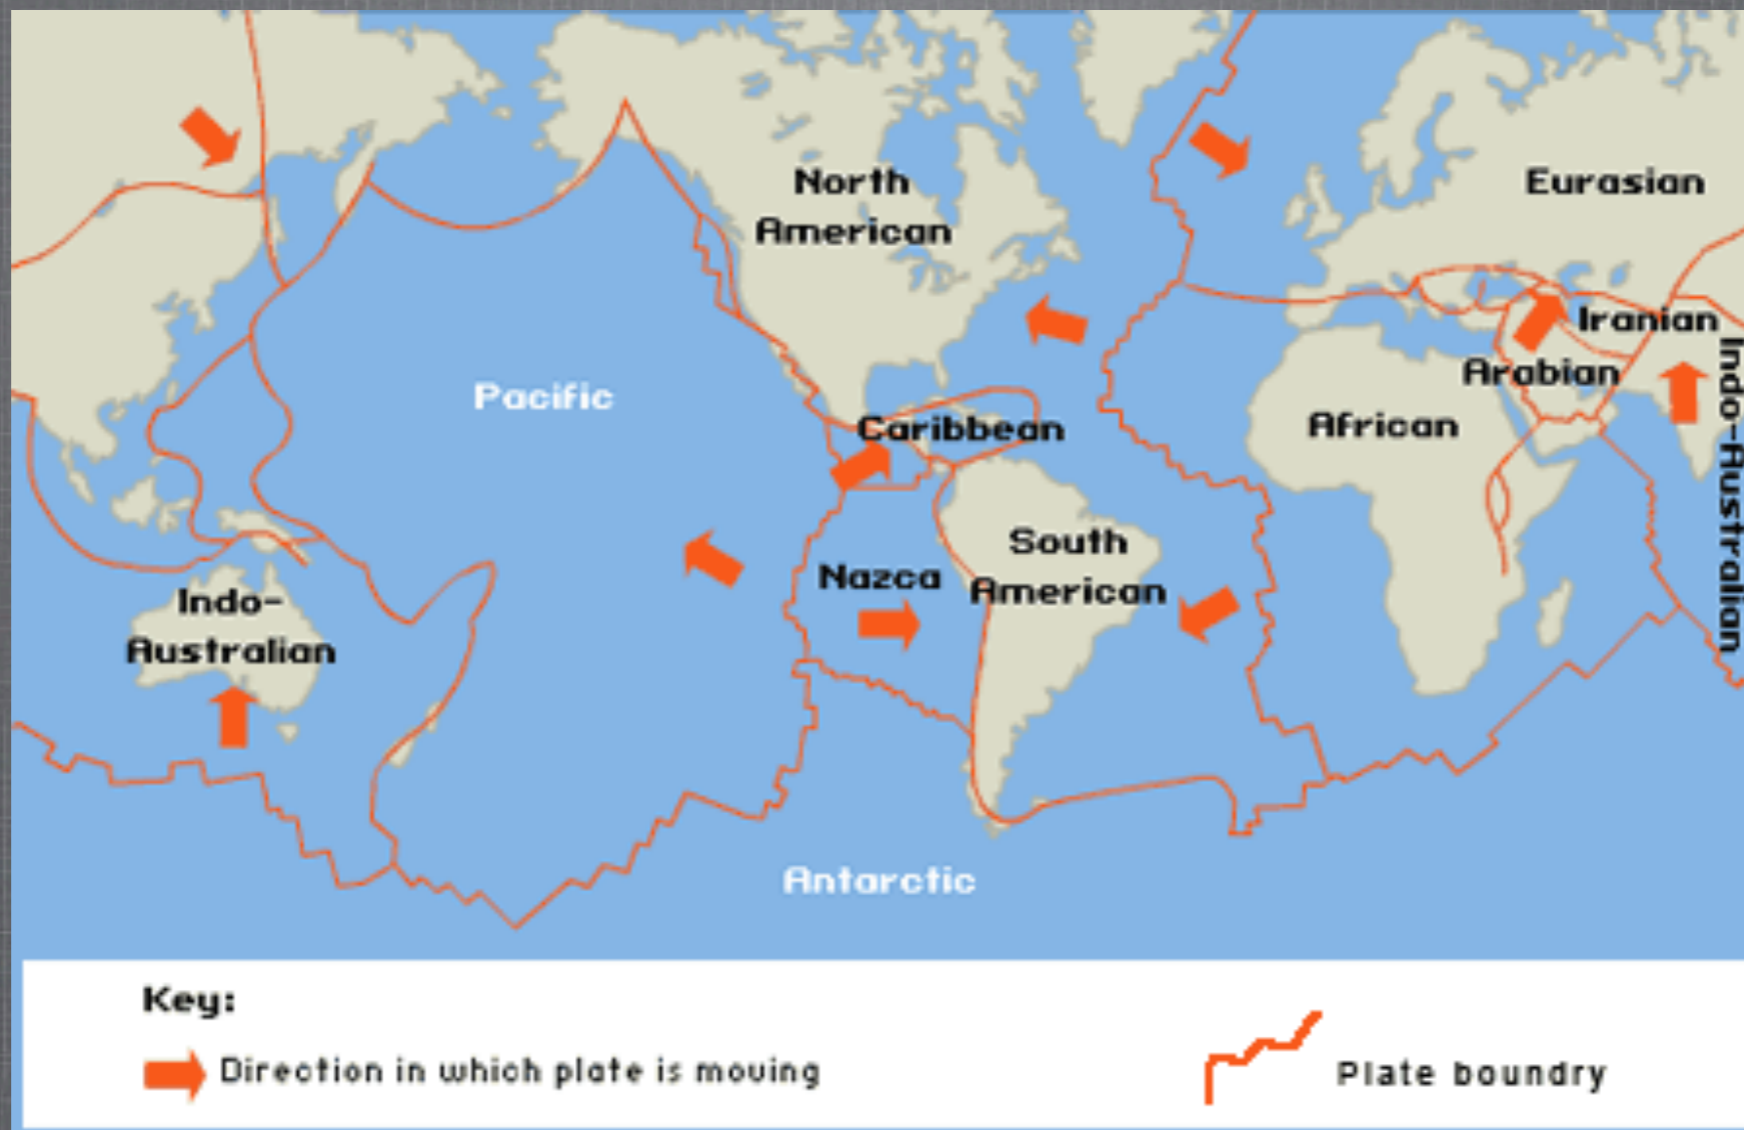 North
American
Eurasian
Iranian
Pacific
Arabian
Caribbean
African
Indo-Australian
South
American
Nazca
Indo-
Australian
Antarctic
Key:
Direction in which plate is moving
Plate boundry